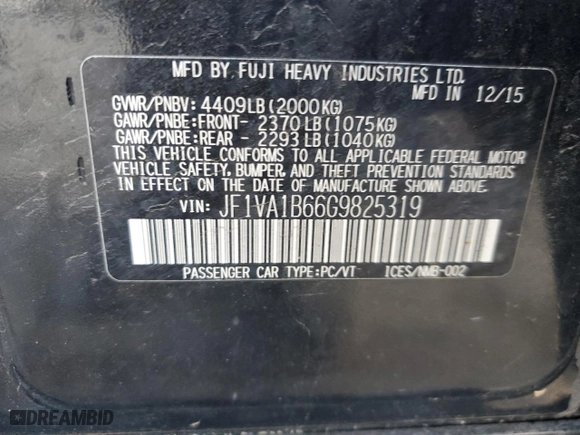 MFD BY FUJI HEAVY INDUSTRIES LTD.
MFD IN 12/15
GVWR/PNBV: 4409LB(2000KG)
GAWR/PNBE:FRONT- 2370LB(1075KG)
GAWR/PNBE:REAR - 2293LB(1040KG)
THIS VEHICLE CONFORMS TO ALL APPLICABLE FEDERAL MOTOR
VEHICLE SAFETY, BUMPER, AND THEFT PREVENTION STANDARDS
IN EFFECT ON THE DATE OF MANUFACTURE SHOWN ABOVE.
VIN: JF1VA1B66G9825319
PASSENGER CAR TYPE:PC/VT ICES/NMB-002
DREAMBID